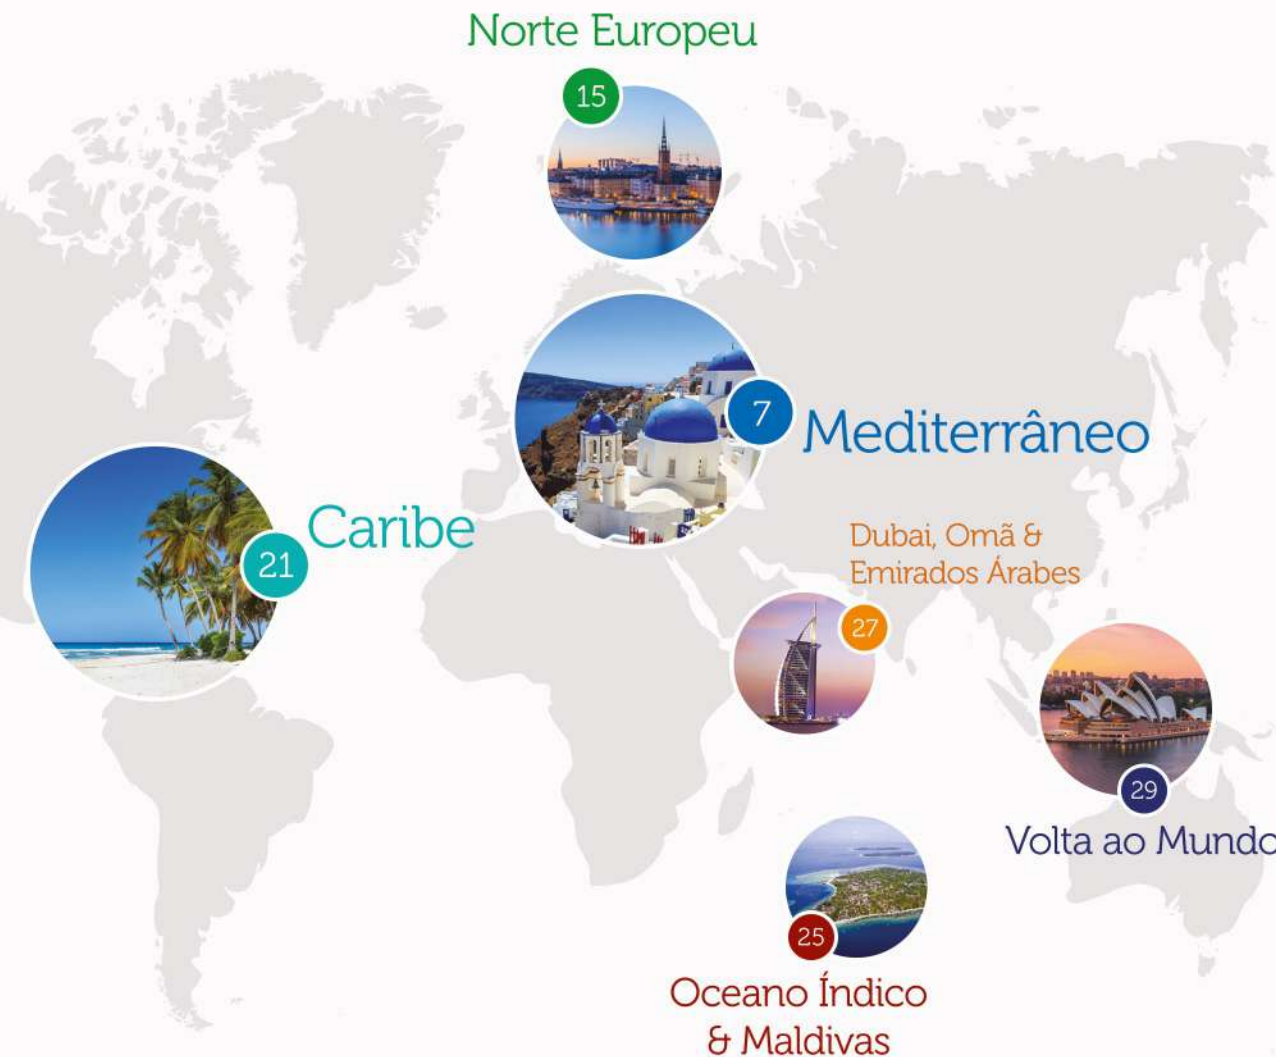 Norte Europeu
15
7
Mediterrâneo
Caribe
21
Dubai, Omã &
Emirados Árabes
27
29
Volta ao Mundo
25
Oceano Índico
& Maldivas